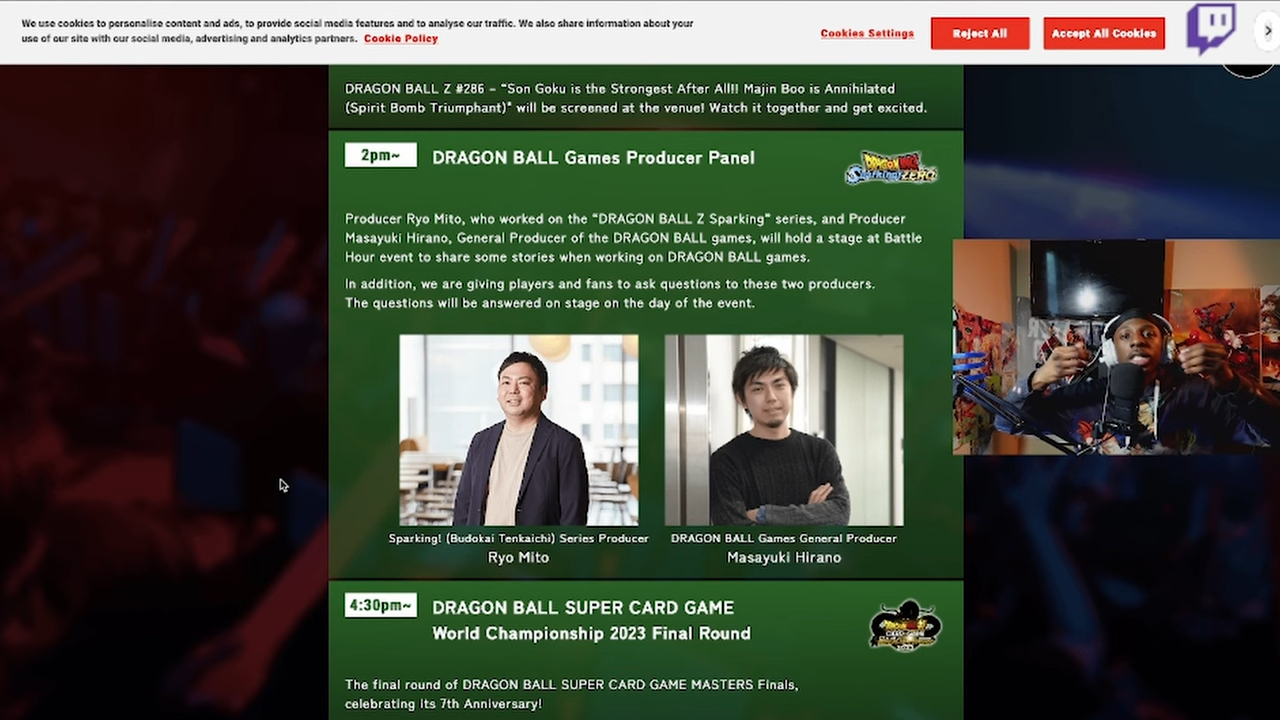 We use cookies to personalise content and ads, to provide social media features and to analyse our traffic. We also share information about your
use of our site with our social media, advertising and analytics partners. Cookie Policy
Cookies Settings
Reject All
Accept All Cookies
DRAGON BALL Z #286 – "Son Goku is the Strongest After All!! Majin Boo is Annihilated
(Spirit Bomb Triumphant)" will be screened at the venue! Watch it together and get excited.
2pm~
DRAGON BALL Games Producer Panel
DRAGON BALL
Sparking! ZERO
Producer Ryo Mito, who worked on the "DRAGON BALL Z Sparking" series, and Producer
Masayuki Hirano, General Producer of the DRAGON BALL games, will hold a stage at Battle
Hour event to share some stories when working on DRAGON BALL games.
In addition, we are giving players and fans to ask questions to these two producers.
The questions will be answered on stage on the day of the event.
Sparking! (Budokai Tenkaichi) Series Producer
Ryo Mito
DRAGON BALL Games General Producer
Masayuki Hirano
4:30pm~
DRAGON BALL SUPER CARD GAME
World Championship 2023 Final Round
The final round of DRAGON BALL SUPER CARD GAME MASTERS Finals,
celebrating its 7th Anniversary!